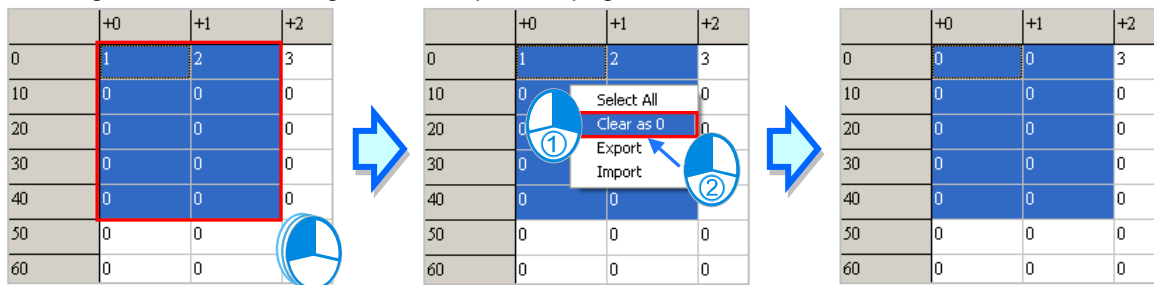 +0 +1 +2
0 1 2 3
10 0 0 0
20 0 0 0
30 0 0 0
40 0 0 0
50 0 0
60 0 0
+0 +1 +2
0 1 2 3
10 0 0
20 0 0
30 0
40 0 0
50 0 0 0
60 0 0 0
Select All
Clear as 0
Export
Import
①
②
+0 +1 +2
0 0 0 3
10 0 0 0
20 0 0 0
30 0 0 0
40 0 0 0
50 0 0 0
60 0 0 0